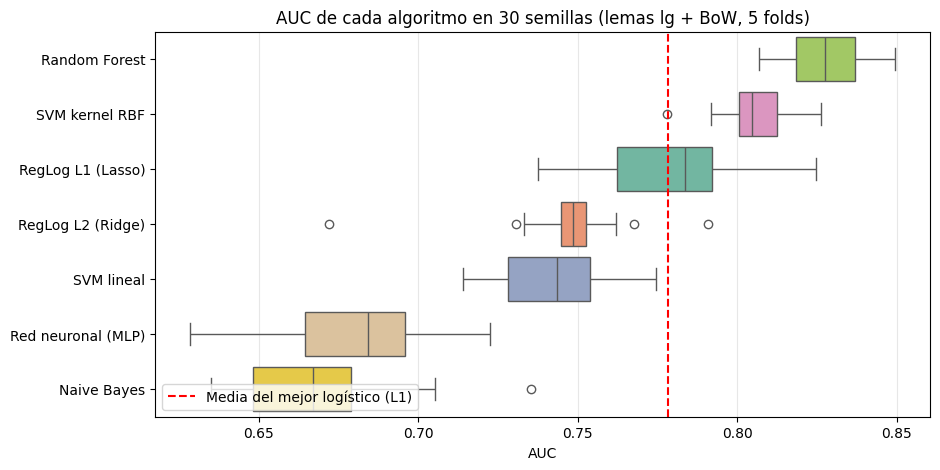 AUC de cada algoritmo en 30 semillas (lemas lg + BoW, 5 folds)
Random Forest
SVM kernel RBF
RegLog L1 (Lasso)
RegLog L2 (Ridge)
SVM lineal
Red neuronal (MLP)
Naive Bayes
Media del mejor logístico (L1)
0.65 0.70 0.75 0.80 0.85
AUC